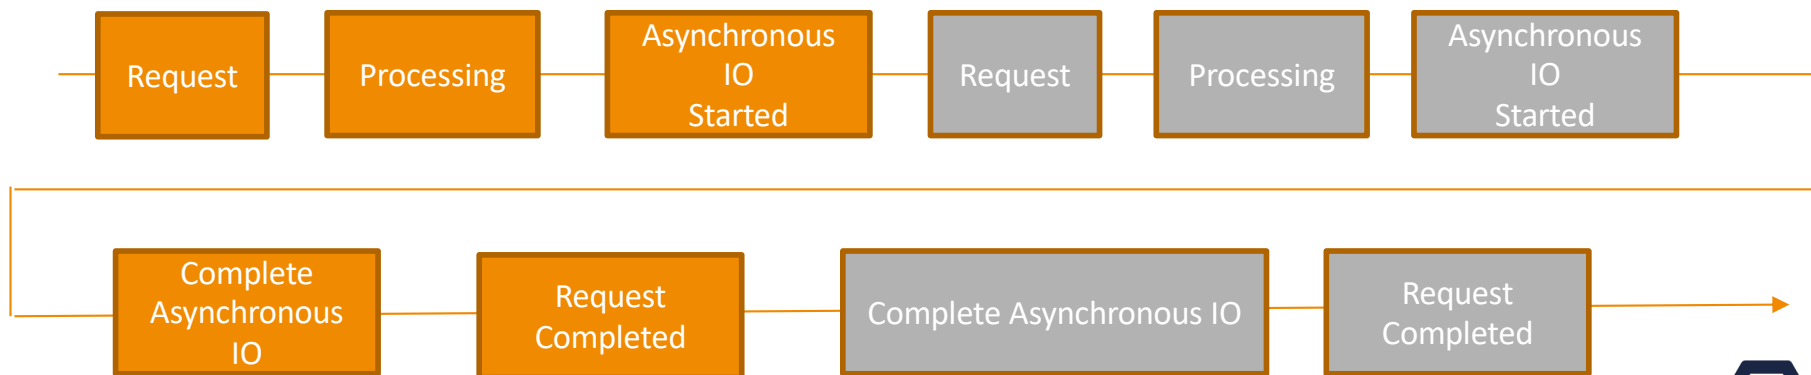 Request
Processing
Asynchronous
IO
Started
Request
Processing
Asynchronous
IO
Started
Complete
Asynchronous
IO
Request
Completed
Complete Asynchronous IO
Request
Completed